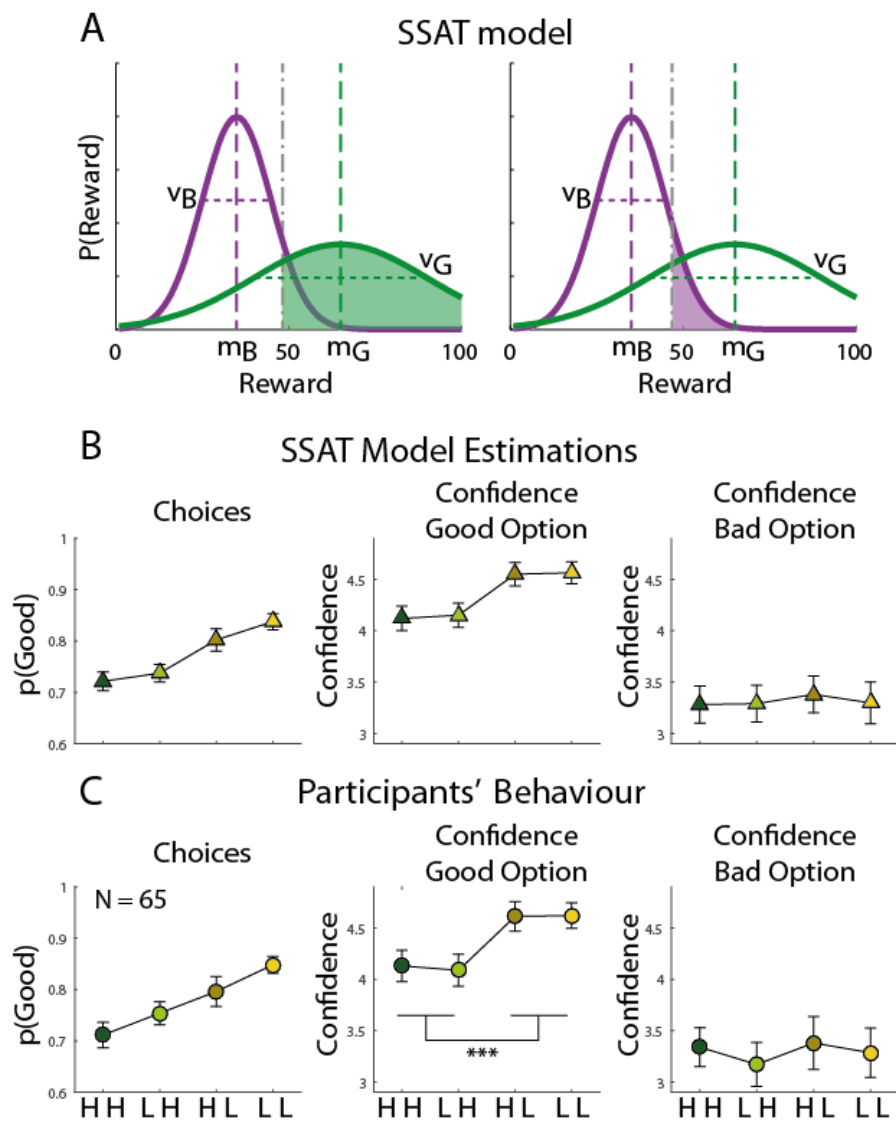 A
SSAT model
P(Reward)
vB
vG
0
mB
50
mG
100
Reward
vB
vG
0
mB
50
mG
100
Reward
B
SSAT Model Estimations
Choices
p(Good)
1
0.9
0.8
0.7
0.6
Confidence
Good Option
Confidence
4.5
4
3.5
3
Confidence
Bad Option
Confidence
4.5
4
3.5
3
C
Participants’ Behaviour
Choices
N = 65
p(Good)
1
0.9
0.8
0.7
0.6
H H
L H
H L
L L
Confidence
Good Option
Confidence
4.5
4
3.5
3
***
H H
L H
H L
L L
Confidence
Bad Option
Confidence
4.5
4
3.5
3
H H
L H
H L
L L